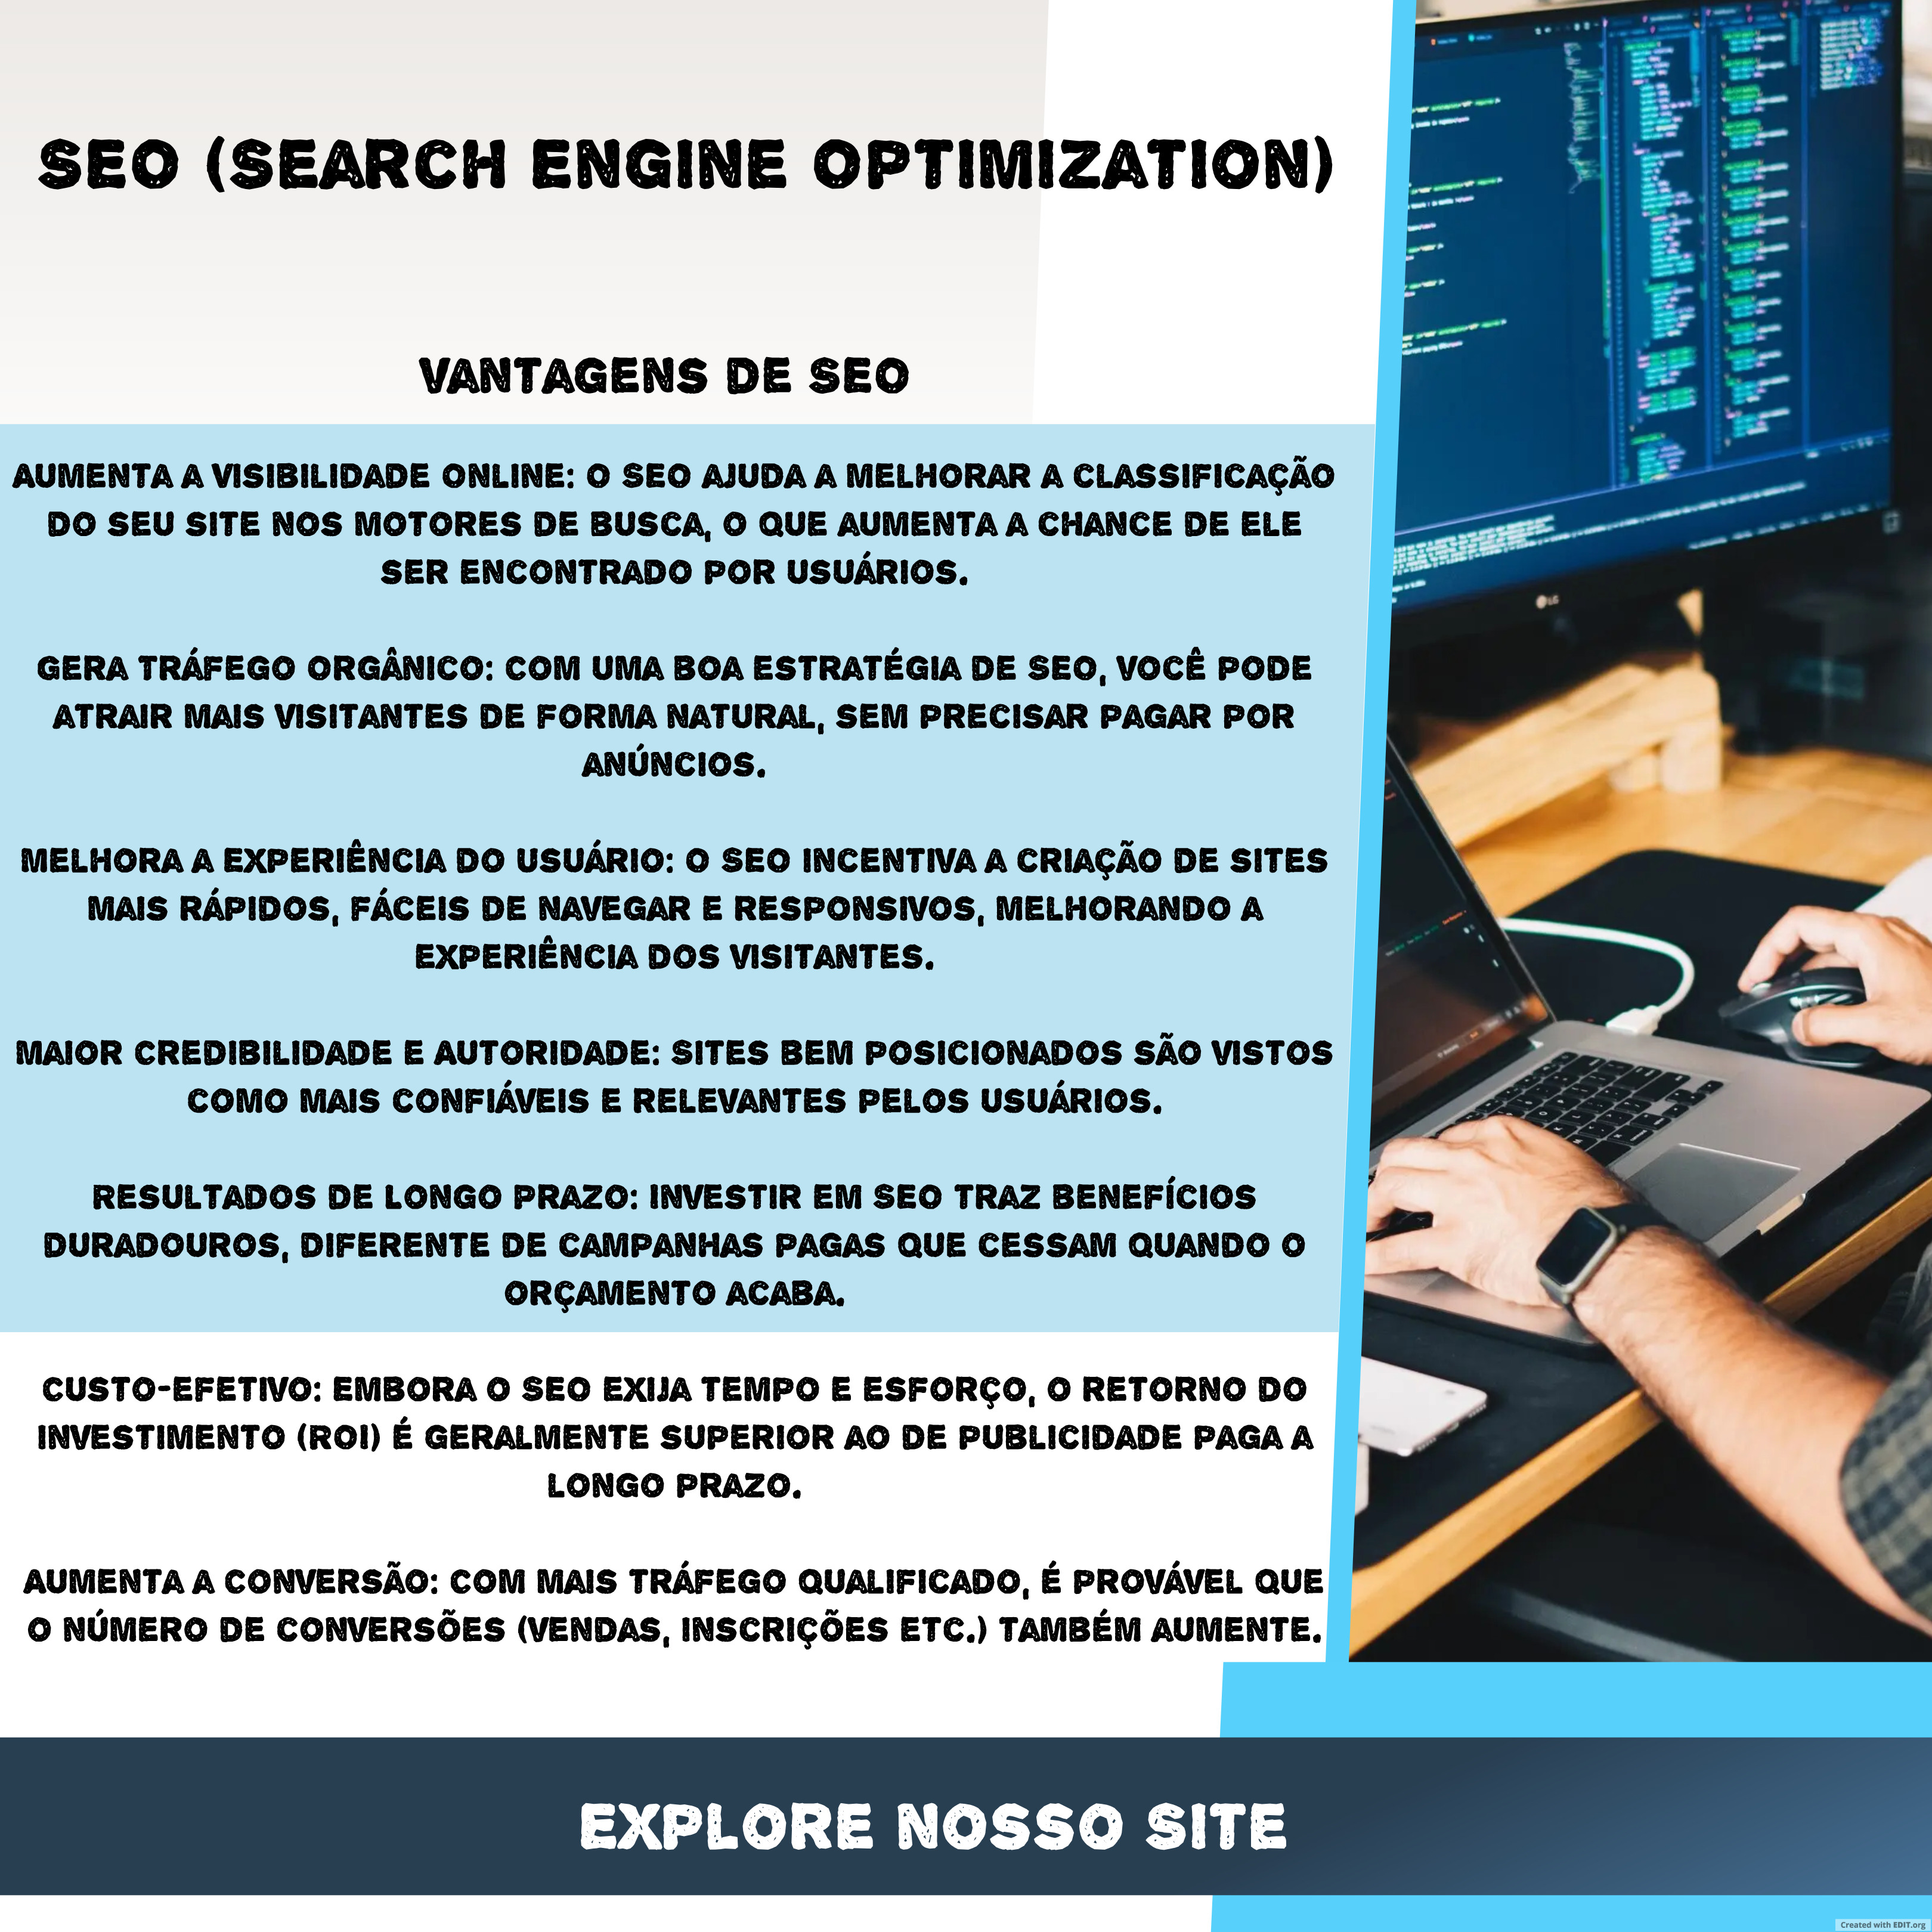 SEO (SEARCH ENGINE OPTIMIZATION)
VANTAGENS DE SEO
AUMENTA A VISIBILIDADE ONLINE: O SEO AJUDA A MELHORAR A CLASSIFICAÇÃO
DO SEU SITE NOS MOTORES DE BUSCA, O QUE AUMENTA A CHANCE DE ELE
SER ENCONTRADO POR USUÁRIOS.
GERA TRÁFEGO ORGÂNICO: COM UMA BOA ESTRATÉGIA DE SEO, VOCÊ PODE
ATRAIR MAIS VISITANTES DE FORMA NATURAL, SEM PRECISAR PAGAR POR
ANÚNCIOS.
MELHORA A EXPERIÊNCIA DO USUÁRIO: O SEO INCENTIVA A CRIAÇÃO DE SITES
MAIS RÁPIDOS, FÁCEIS DE NAVEGAR E RESPONSIVOS, MELHORANDO A
EXPERIÊNCIA DOS VISITANTES.
MAIOR CREDIBILIDADE E AUTORIDADE: SITES BEM POSICIONADOS SÃO VISTOS
COMO MAIS CONFIÁVEIS E RELEVANTES PELOS USUÁRIOS.
RESULTADOS DE LONGO PRAZO: INVESTIR EM SEO TRAZ BENEFÍCIOS
DURADOUROS, DIFERENTE DE CAMPANHAS PAGAS QUE CESSAM QUANDO O
ORÇAMENTO ACABA.
CUSTO-EFETIVO: EMBORA O SEO EXIJA TEMPO E ESFORÇO, O RETORNO DO
INVESTIMENTO (ROI) É GERALMENTE SUPERIOR AO DE PUBLICIDADE PAGA A
LONGO PRAZO.
AUMENTA A CONVERSÃO: COM MAIS TRÁFEGO QUALIFICADO, É PROVÁVEL QUE
O NÚMERO DE CONVERSÕES (VENDAS, INSCRIÇÕES ETC.) TAMBÉM AUMENTE.
EXPLORE NOSSO SITE
LG
Created with EDIT.org